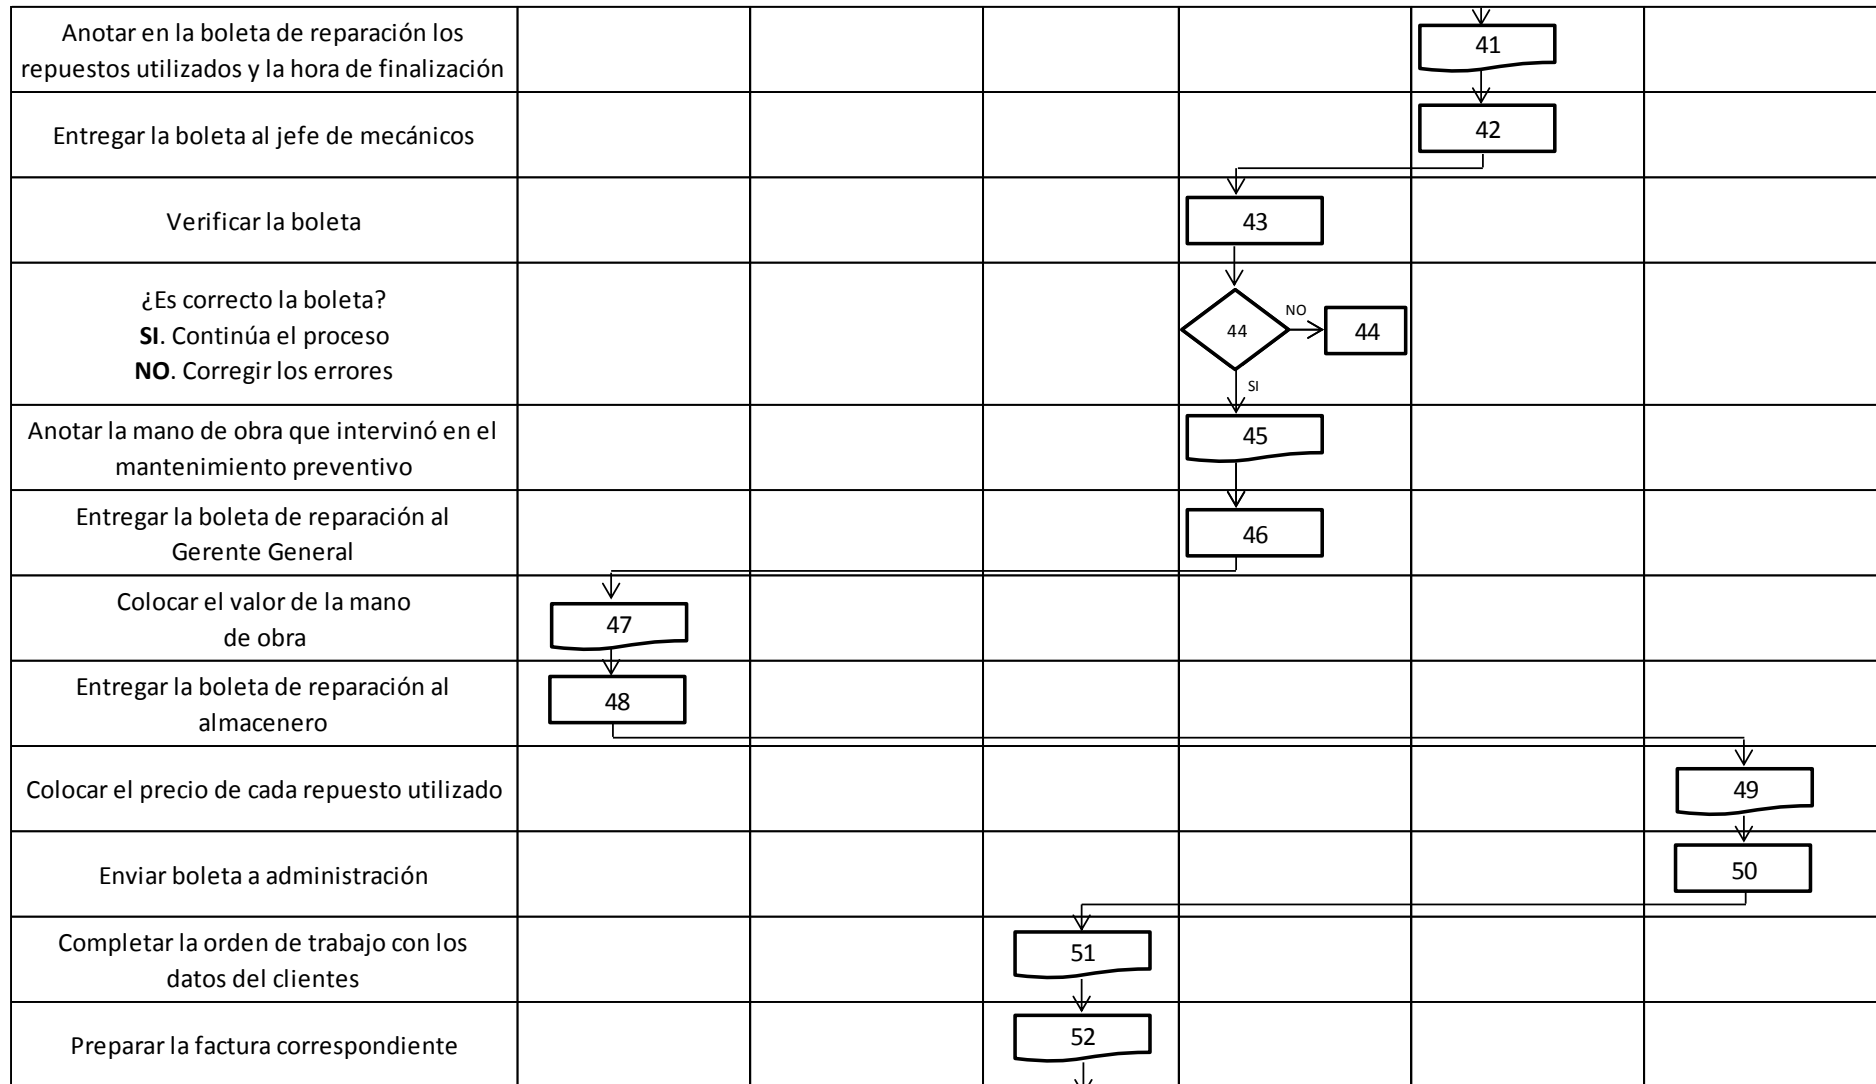 Anotar en la boleta de reparación los
repuestos utilizados y la hora de finalización
41
Entregar la boleta al jefe de mecánicos
42
Verificar la boleta
43
¿Es correcto la boleta?
SI. Continúa el proceso
NO. Corregir los errores
44
NO
44
SI
Anotar la mano de obra que intervinó en el
mantenimiento preventivo
45
Entregar la boleta de reparación al
Gerente General
46
Colocar el valor de la mano
de obra
47
Entregar la boleta de reparación al
almacenero
48
Colocar el precio de cada repuesto utilizado
49
Enviar boleta a administración
50
Completar la orden de trabajo con los
datos del clientes
51
Preparar la factura correspondiente
52